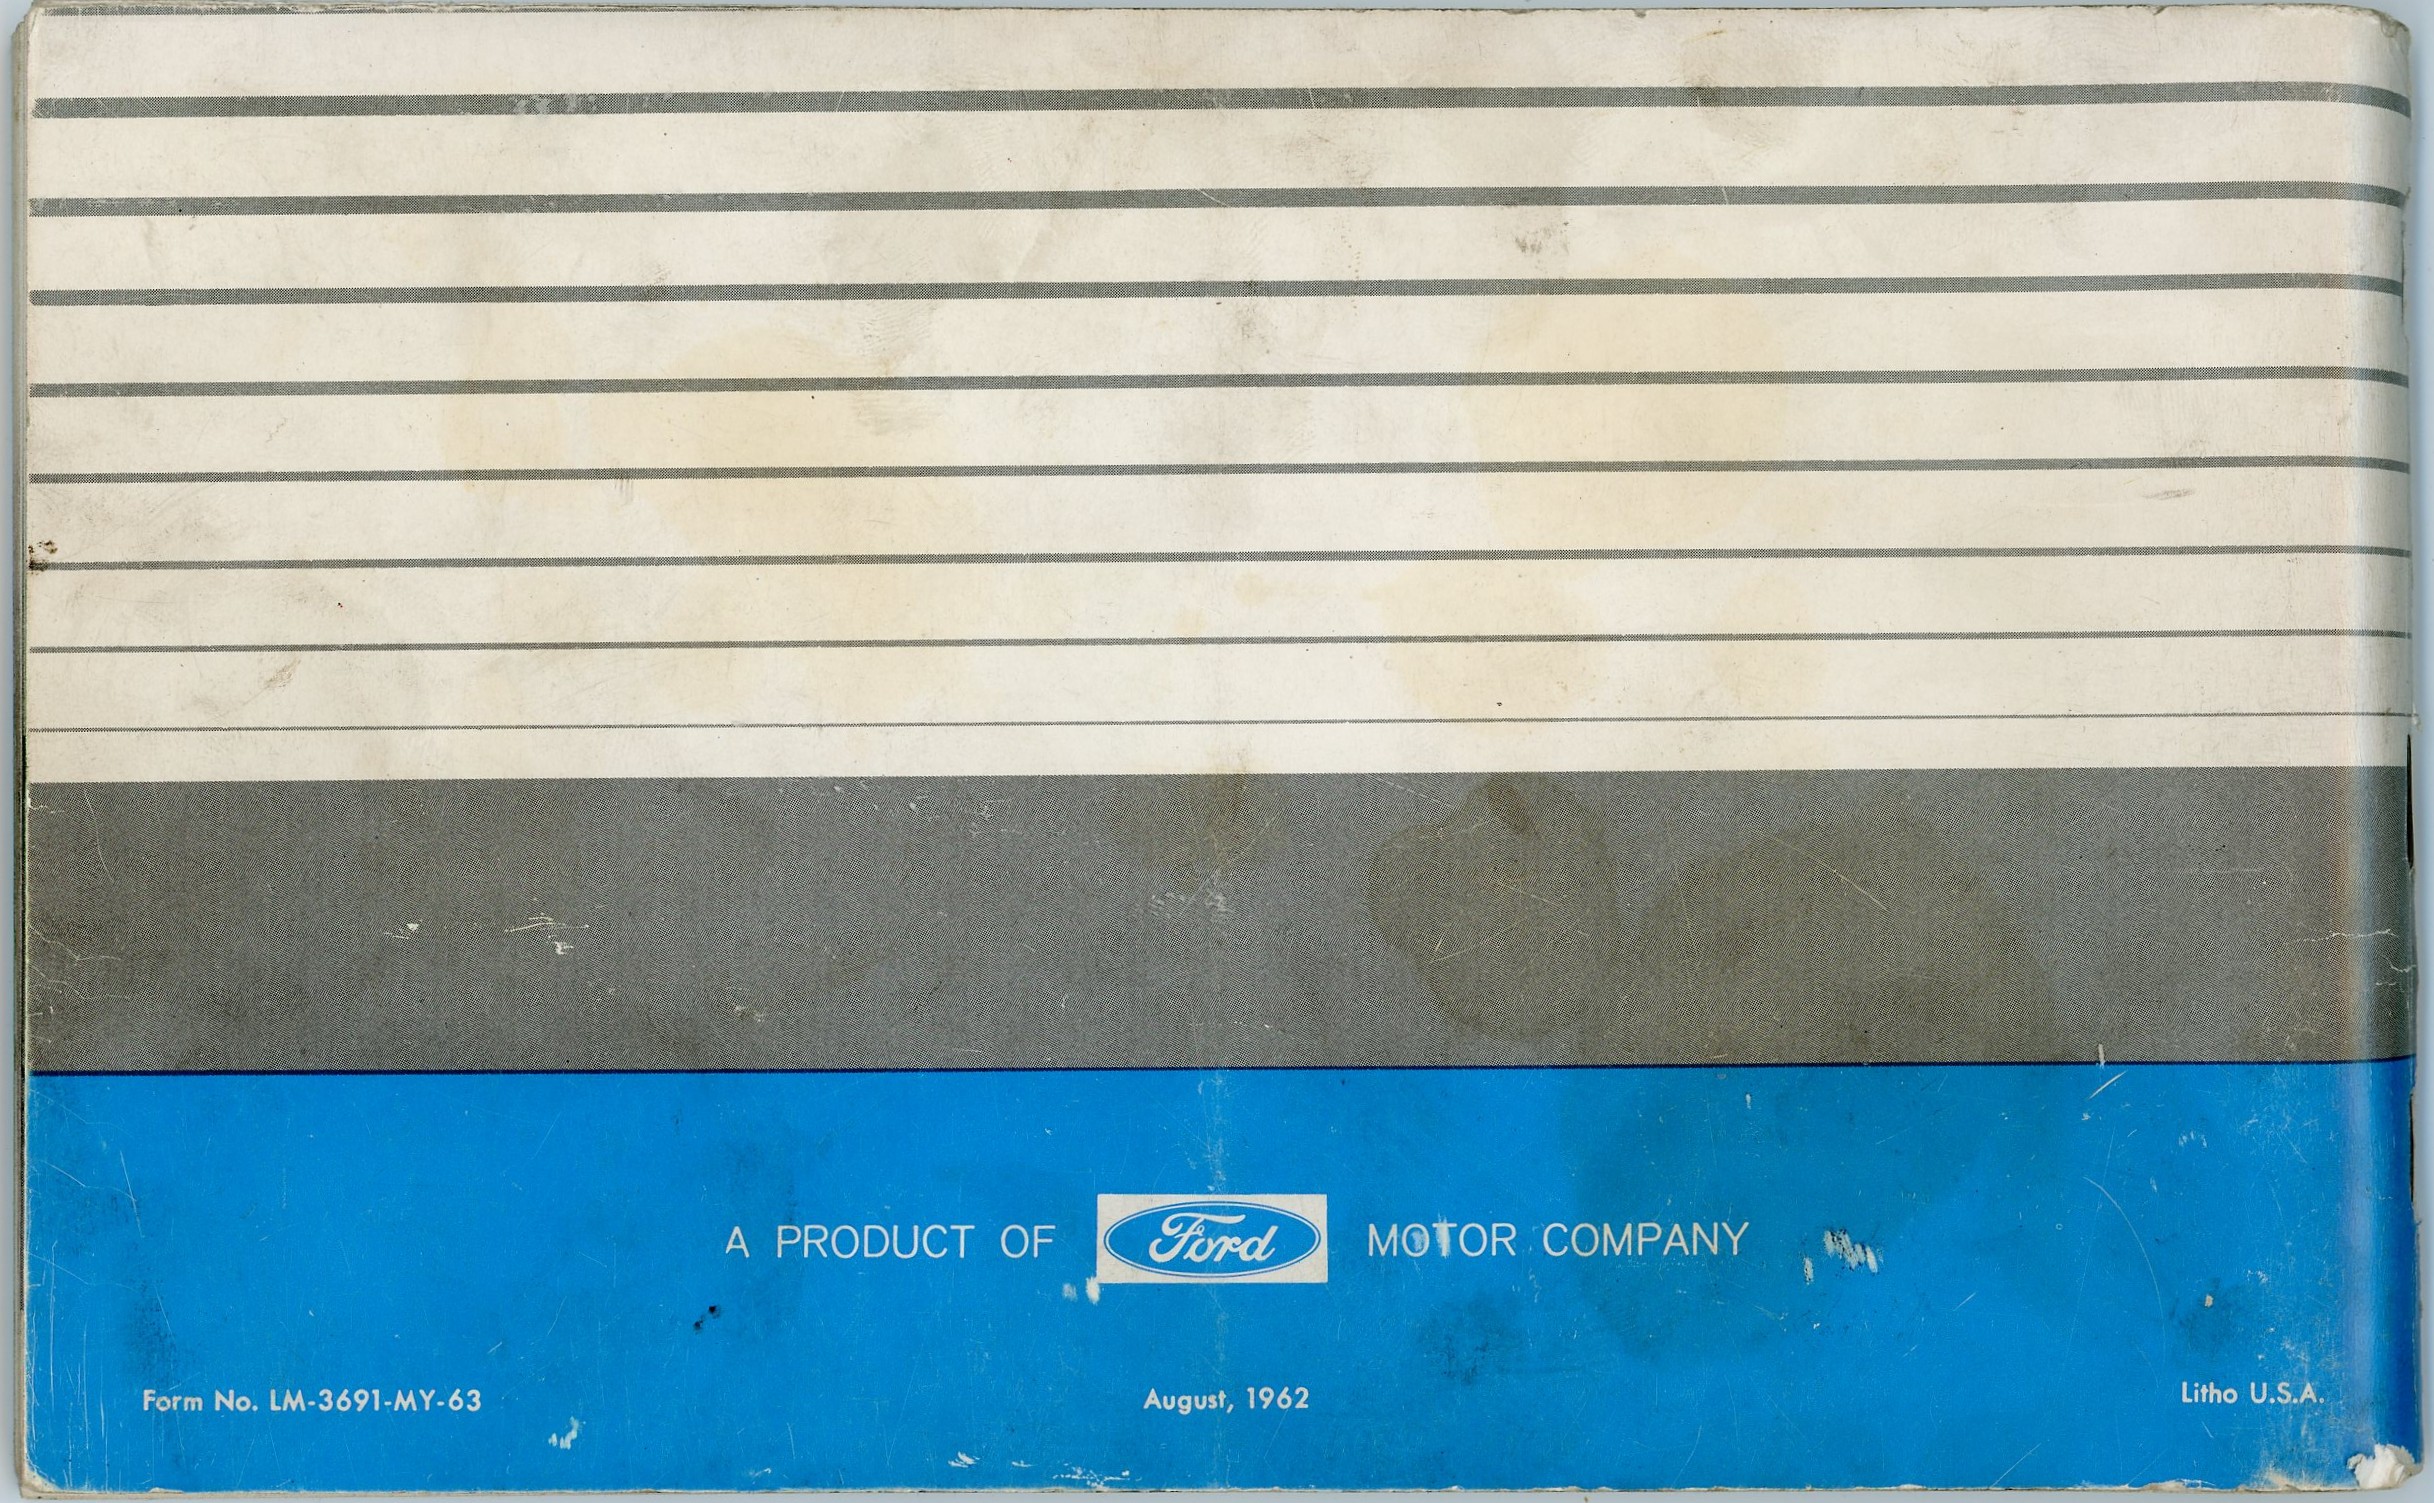 A PRODUCT OF Ford MOTOR COMPANY
Form No. LM-3691-MY-63 August, 1962 Litho U.S.A.